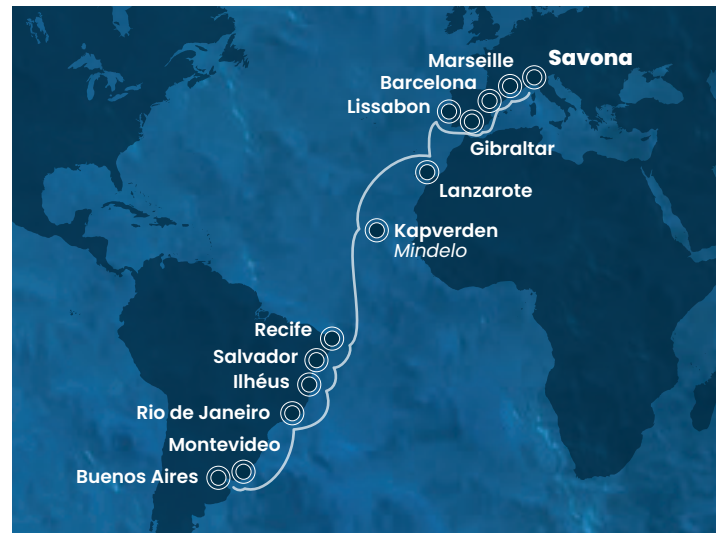 Savona
Marseille
Barcelona
Lissabon
Gibraltar
Lanzarote
Kapverden
Mindelo
Recife
Salvador
Ilhéus
Rio de Janeiro
Montevideo
Buenos Aires